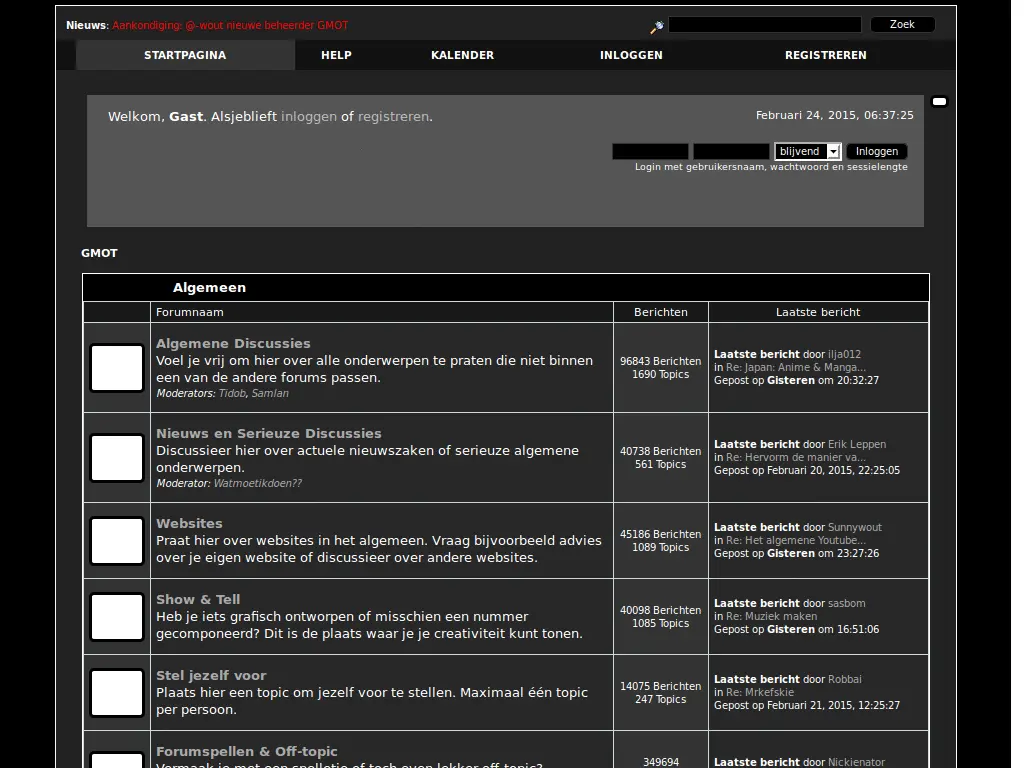 Nieuws: Aankondiging: @-wout nieuwe beheerder GMOT
Zoek
STARTPAGINA HELP KALENDER INLOGGEN REGISTREREN
Welkom, Gast. Alsjeblieft inloggen of registreren.
Februari 24, 2015, 06:37:25
blijvend Inloggen
Login met gebruikersnaam, wachtwoord en sessielengte
GMOT
Algemeen
Forumnaam Berichten Laatste bericht
Algemene Discussies
Voel je vrij om hier over alle onderwerpen te praten die niet binnen
een van de andere forums passen.
Moderators: Tidob, Samlan
96843 Berichten
1690 Topics
Laatste bericht door ilja012
in Re: Japan: Anime & Manga...
Gepost op Gisteren om 20:32:27
Nieuws en Serieuze Discussies
Discussieer hier over actuele nieuwszaken of serieuze algemene
onderwerpen.
Moderator: Watmoetikdoen??
40738 Berichten
561 Topics
Laatste bericht door Erik Leppen
in Re: Hervorm de manier va...
Gepost op Februari 20, 2015, 22:25:05
Websites
Praat hier over websites in het algemeen. Vraag bijvoorbeeld advies
over je eigen website of discussieer over andere websites.
45186 Berichten
1089 Topics
Laatste bericht door Sunnywout
in Re: Het algemene Youtube...
Gepost op Gisteren om 23:27:26
Show & Tell
Heb je iets grafisch ontworpen of misschien een nummer
gecomponeerd? Dit is de plaats waar je je creativiteit kunt tonen.
40098 Berichten
1085 Topics
Laatste bericht door sasbom
in Re: Muziek maken
Gepost op Gisteren om 16:51:06
Stel jezelf voor
Plaats hier een topic om jezelf voor te stellen. Maximaal één topic
per persoon.
14075 Berichten
247 Topics
Laatste bericht door Robbai
in Re: Mrkefskie
Gepost op Februari 21, 2015, 12:25:27
Forumspellen & Off-topic
Vermaak je met een spelletje of toch even lekker off-topic?
349694
Laatste bericht door Nickienator